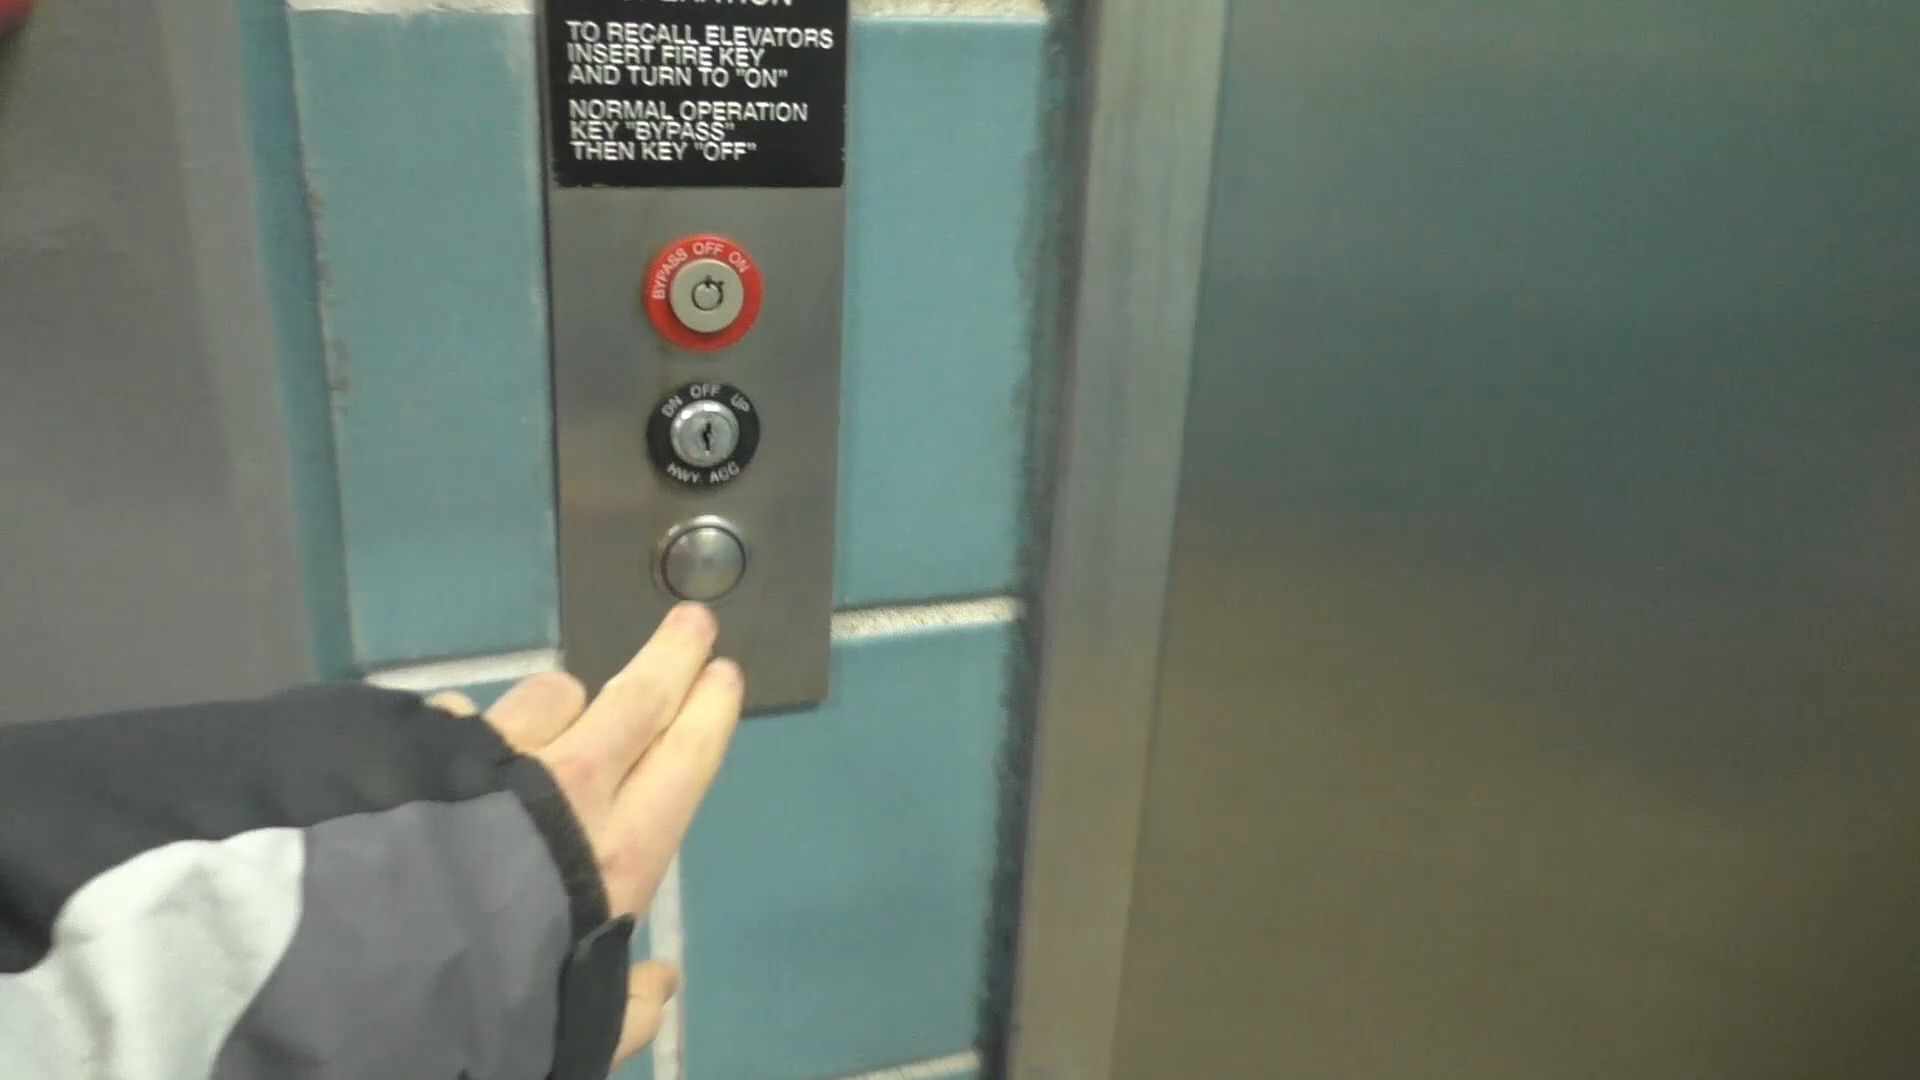 TO RECALL ELEVATORS
INSERT FIRE KEY
AND TURN TO "ON"
NORMAL OPERATION
KEY "BYPASS"
THEN KEY "OFF"
BYPASS OFF ON
DN OFF UP
HWY. ACC